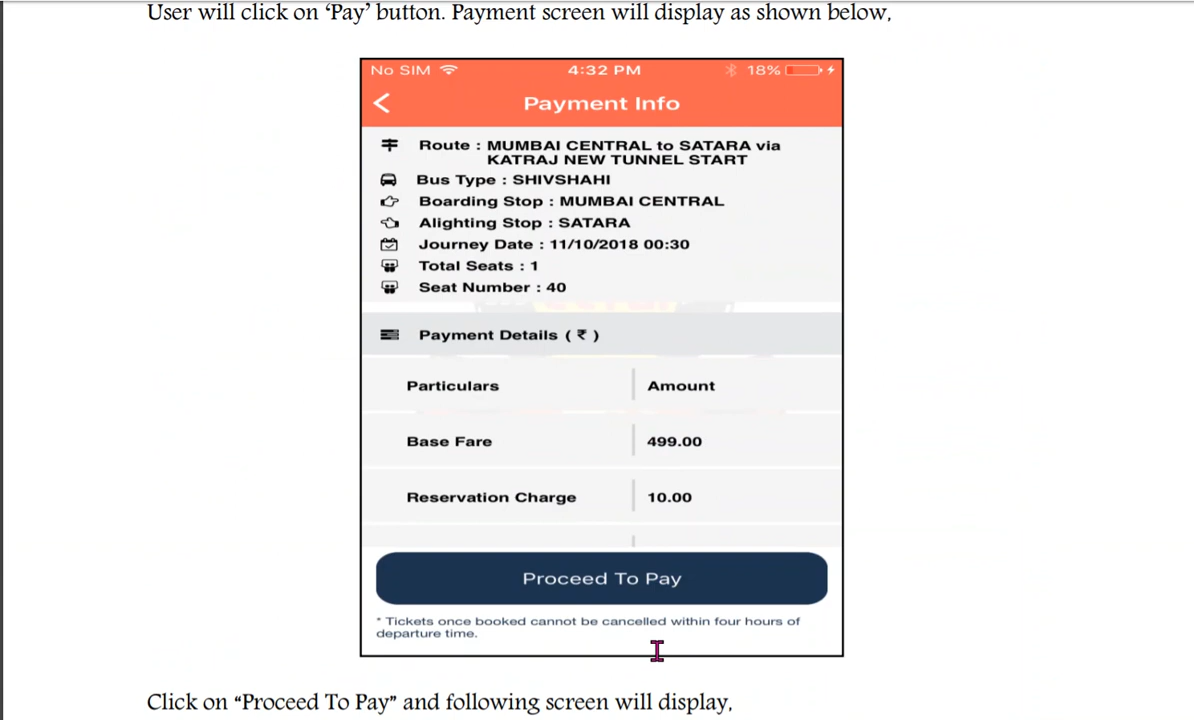 User will click on ‘Pay’ button. Payment screen will display as shown below,
No SIM 4:32 PM 18%
Payment Info
Route : MUMBAI CENTRAL to SATARA via
KATRAJ NEW TUNNEL START
Bus Type : SHIVSHAHI
Boarding Stop : MUMBAI CENTRAL
Alighting Stop : SATARA
Journey Date : 11/10/2018 00:30
Total Seats : 1
Seat Number : 40
Payment Details ( ₹ )
Particulars Amount
Base Fare 499.00
Reservation Charge 10.00
Proceed To Pay
* Tickets once booked cannot be cancelled within four hours of
departure time.
Click on “Proceed To Pay” and following screen will display,